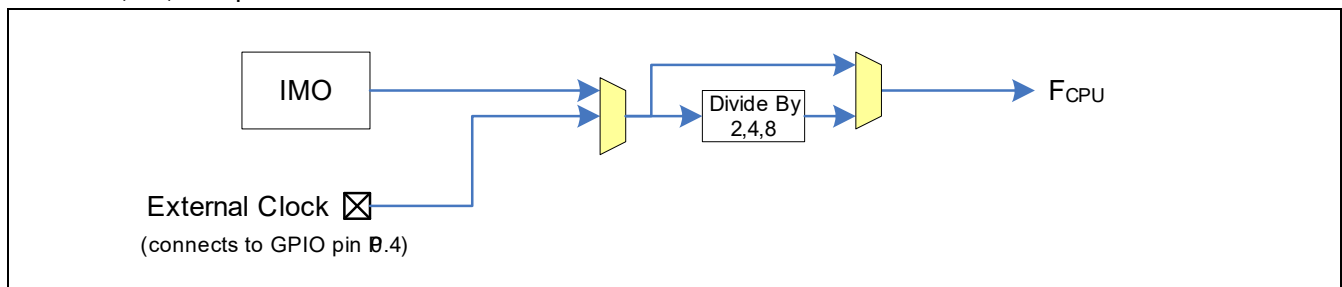 IMO
Divide By
2,4,8
FCPU
External Clock
(connects to GPIO pin P0.4)